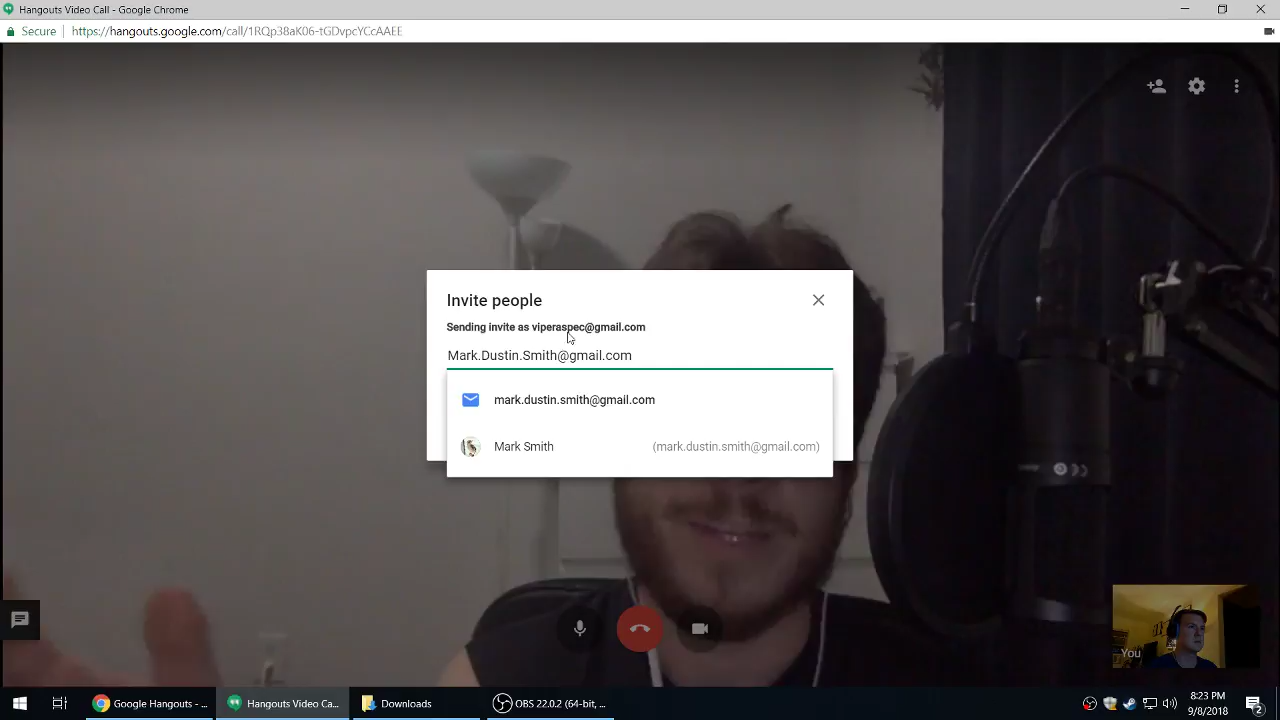 Hangouts Video Call - Google Chrome
Secure
https://hangouts.google.com/call/1RQp38aK06-tGDvpcYCcAAEE
Invite people
Sending invite as viperaspec@gmail.com
Mark.Dustin.Smith@gmail.com
mark.dustin.smith@gmail.com
Mark Smith (mark.dustin.smith@gmail.com)
You
Google Hangouts - ...
Hangouts Video Ca...
Downloads
OBS 22.0.2 (64-bit, ...
8:23 PM
9/8/2018
2